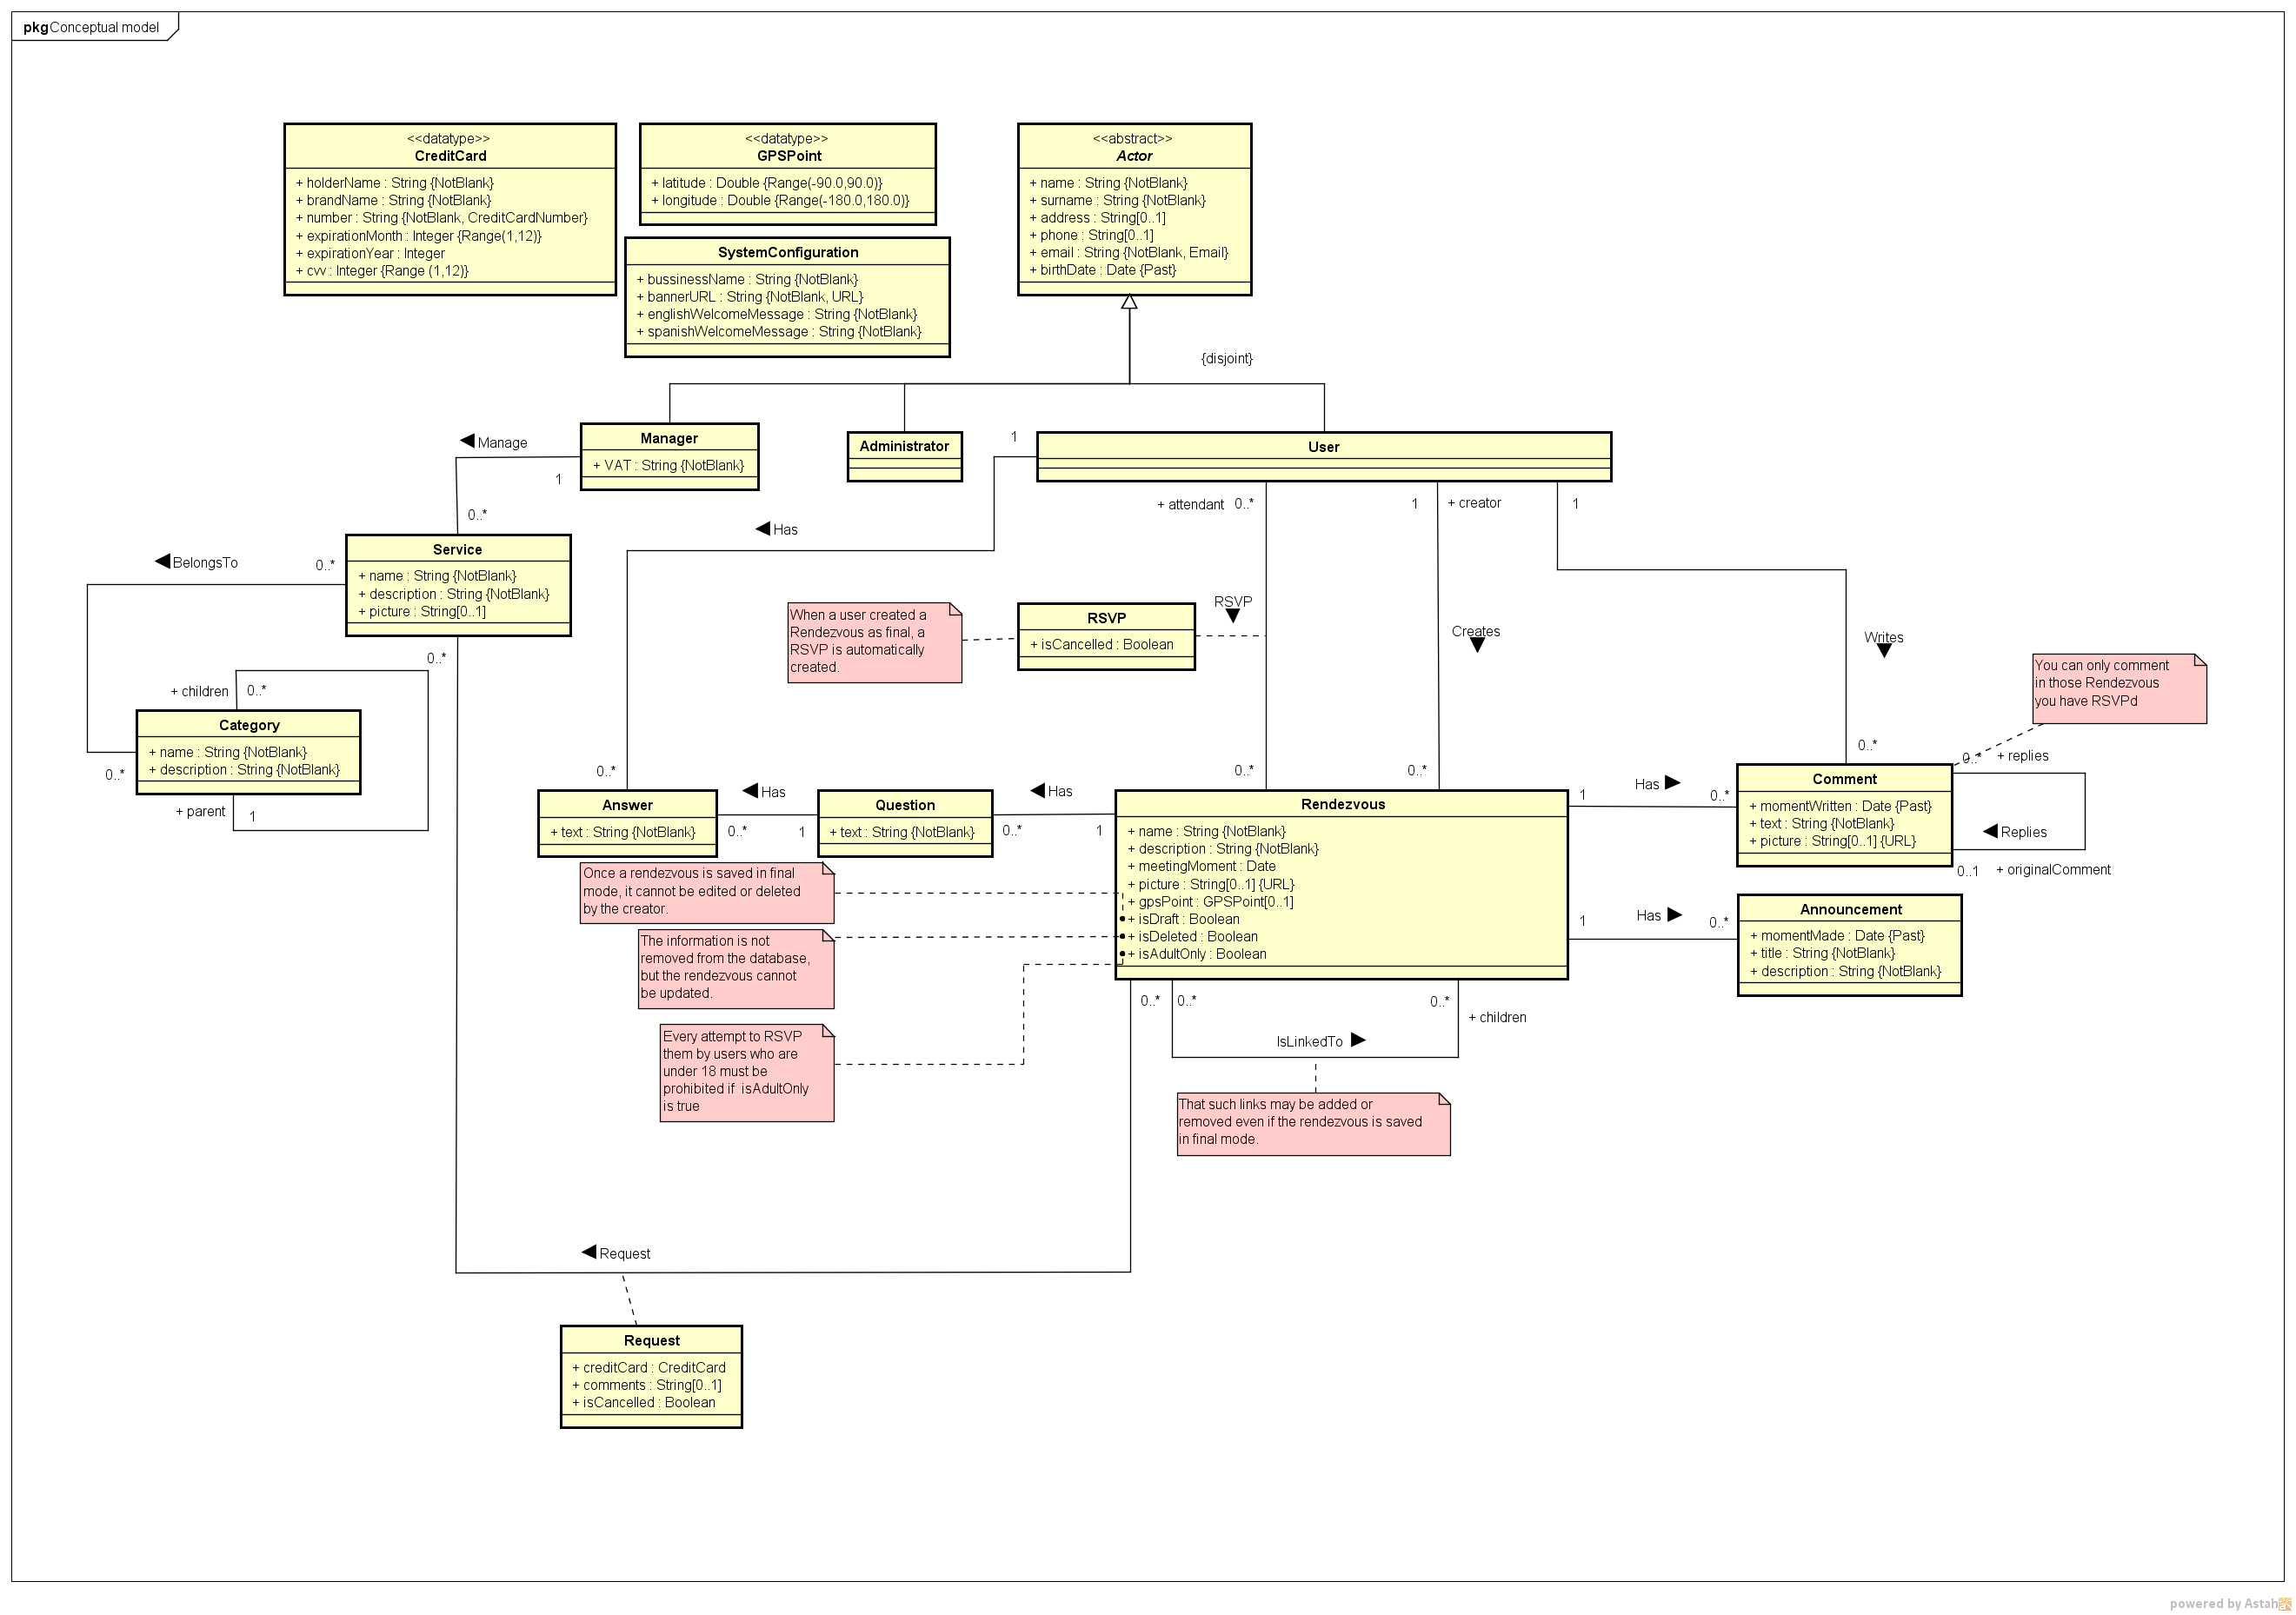 pkg Conceptual model
<<datatype>>
CreditCard
+ holderName : String {NotBlank}
+ brandName : String {NotBlank}
+ number : String {NotBlank, CreditCardNumber}
+ expirationMonth : Integer {Range(1,12)}
+ expirationYear : Integer
+ cvv : Integer {Range (1,12)}
<<datatype>>
GPSPoint
+ latitude : Double {Range(-90.0,90.0)}
+ longitude : Double {Range(-180.0,180.0)}
SystemConfiguration
+ bussinessName : String {NotBlank}
+ bannerURL : String {NotBlank, URL}
+ englishWelcomeMessage : String {NotBlank}
+ spanishWelcomeMessage : String {NotBlank}
<<abstract>>
Actor
+ name : String {NotBlank}
+ surname : String {NotBlank}
+ address : String[0..1]
+ phone : String[0..1]
+ email : String {NotBlank, Email}
+ birthDate : Date {Past}
{disjoint}
Manager
+ VAT : String {NotBlank}
Manage
1
0..*
Administrator
User
1
Has
0..*
+ attendant
0..*
1
+ creator
1
Service
+ name : String {NotBlank}
+ description : String {NotBlank}
+ picture : String[0..1]
BelongsTo
0..*
0..*
0..*
+ children
0..*
Category
+ name : String {NotBlank}
+ description : String {NotBlank}
+ parent
1
When a user created a
Rendezvous as final, a
RSVP is automatically
created.
RSVP
+ isCancelled : Boolean
RSVP
0..*
Creates
0..*
Writes
0..*
You can only comment
in those Rendezvous
you have RSVPd
Answer
+ text : String {NotBlank}
Has
0..*
1
Question
+ text : String {NotBlank}
Has
0..*
1
Rendezvous
+ name : String {NotBlank}
+ description : String {NotBlank}
+ meetingMoment : Date
+ picture : String[0..1] {URL}
+ gpsPoint : GPSPoint[0..1]
+ isDraft : Boolean
+ isDeleted : Boolean
+ isAdultOnly : Boolean
1
Has
0..*
Comment
+ momentWritten : Date {Past}
+ text : String {NotBlank}
+ picture : String[0..1] {URL}
0..*
+ replies
Replies
0..1
+ originalComment
1
Has
0..*
Announcement
+ momentMade : Date {Past}
+ title : String {NotBlank}
+ description : String {NotBlank}
Once a rendezvous is saved in final
mode, it cannot be edited or deleted
by the creator.
The information is not
removed from the database,
but the rendezvous cannot
be updated.
Every attempt to RSVP
them by users who are
under 18 must be
prohibited if isAdultOnly
is true
0..*
0..*
0..*
+ children
IsLinkedTo
That such links may be added or
removed even if the rendezvous is saved
in final mode.
Request
Request
+ creditCard : CreditCard
+ comments : String[0..1]
+ isCancelled : Boolean
powered by Astah